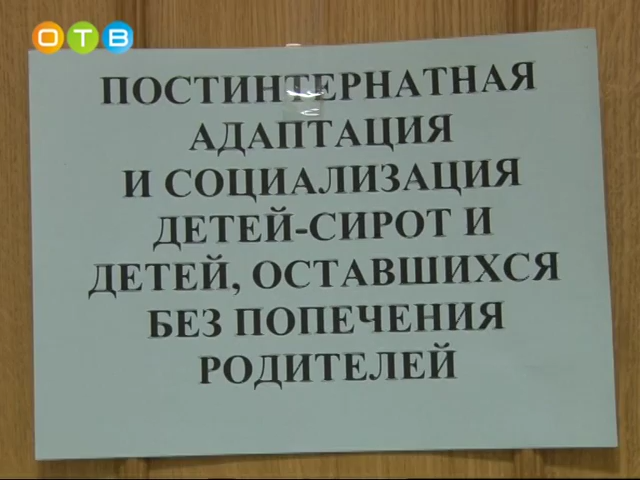 ОТВ
ПОСТИНТЕРНАТНАЯ
АДАПТАЦИЯ
И СОЦИАЛИЗАЦИЯ
ДЕТЕЙ-СИРОТ И
ДЕТЕЙ, ОСТАВШИХСЯ
БЕЗ ПОПЕЧЕНИЯ
РОДИТЕЛЕЙ